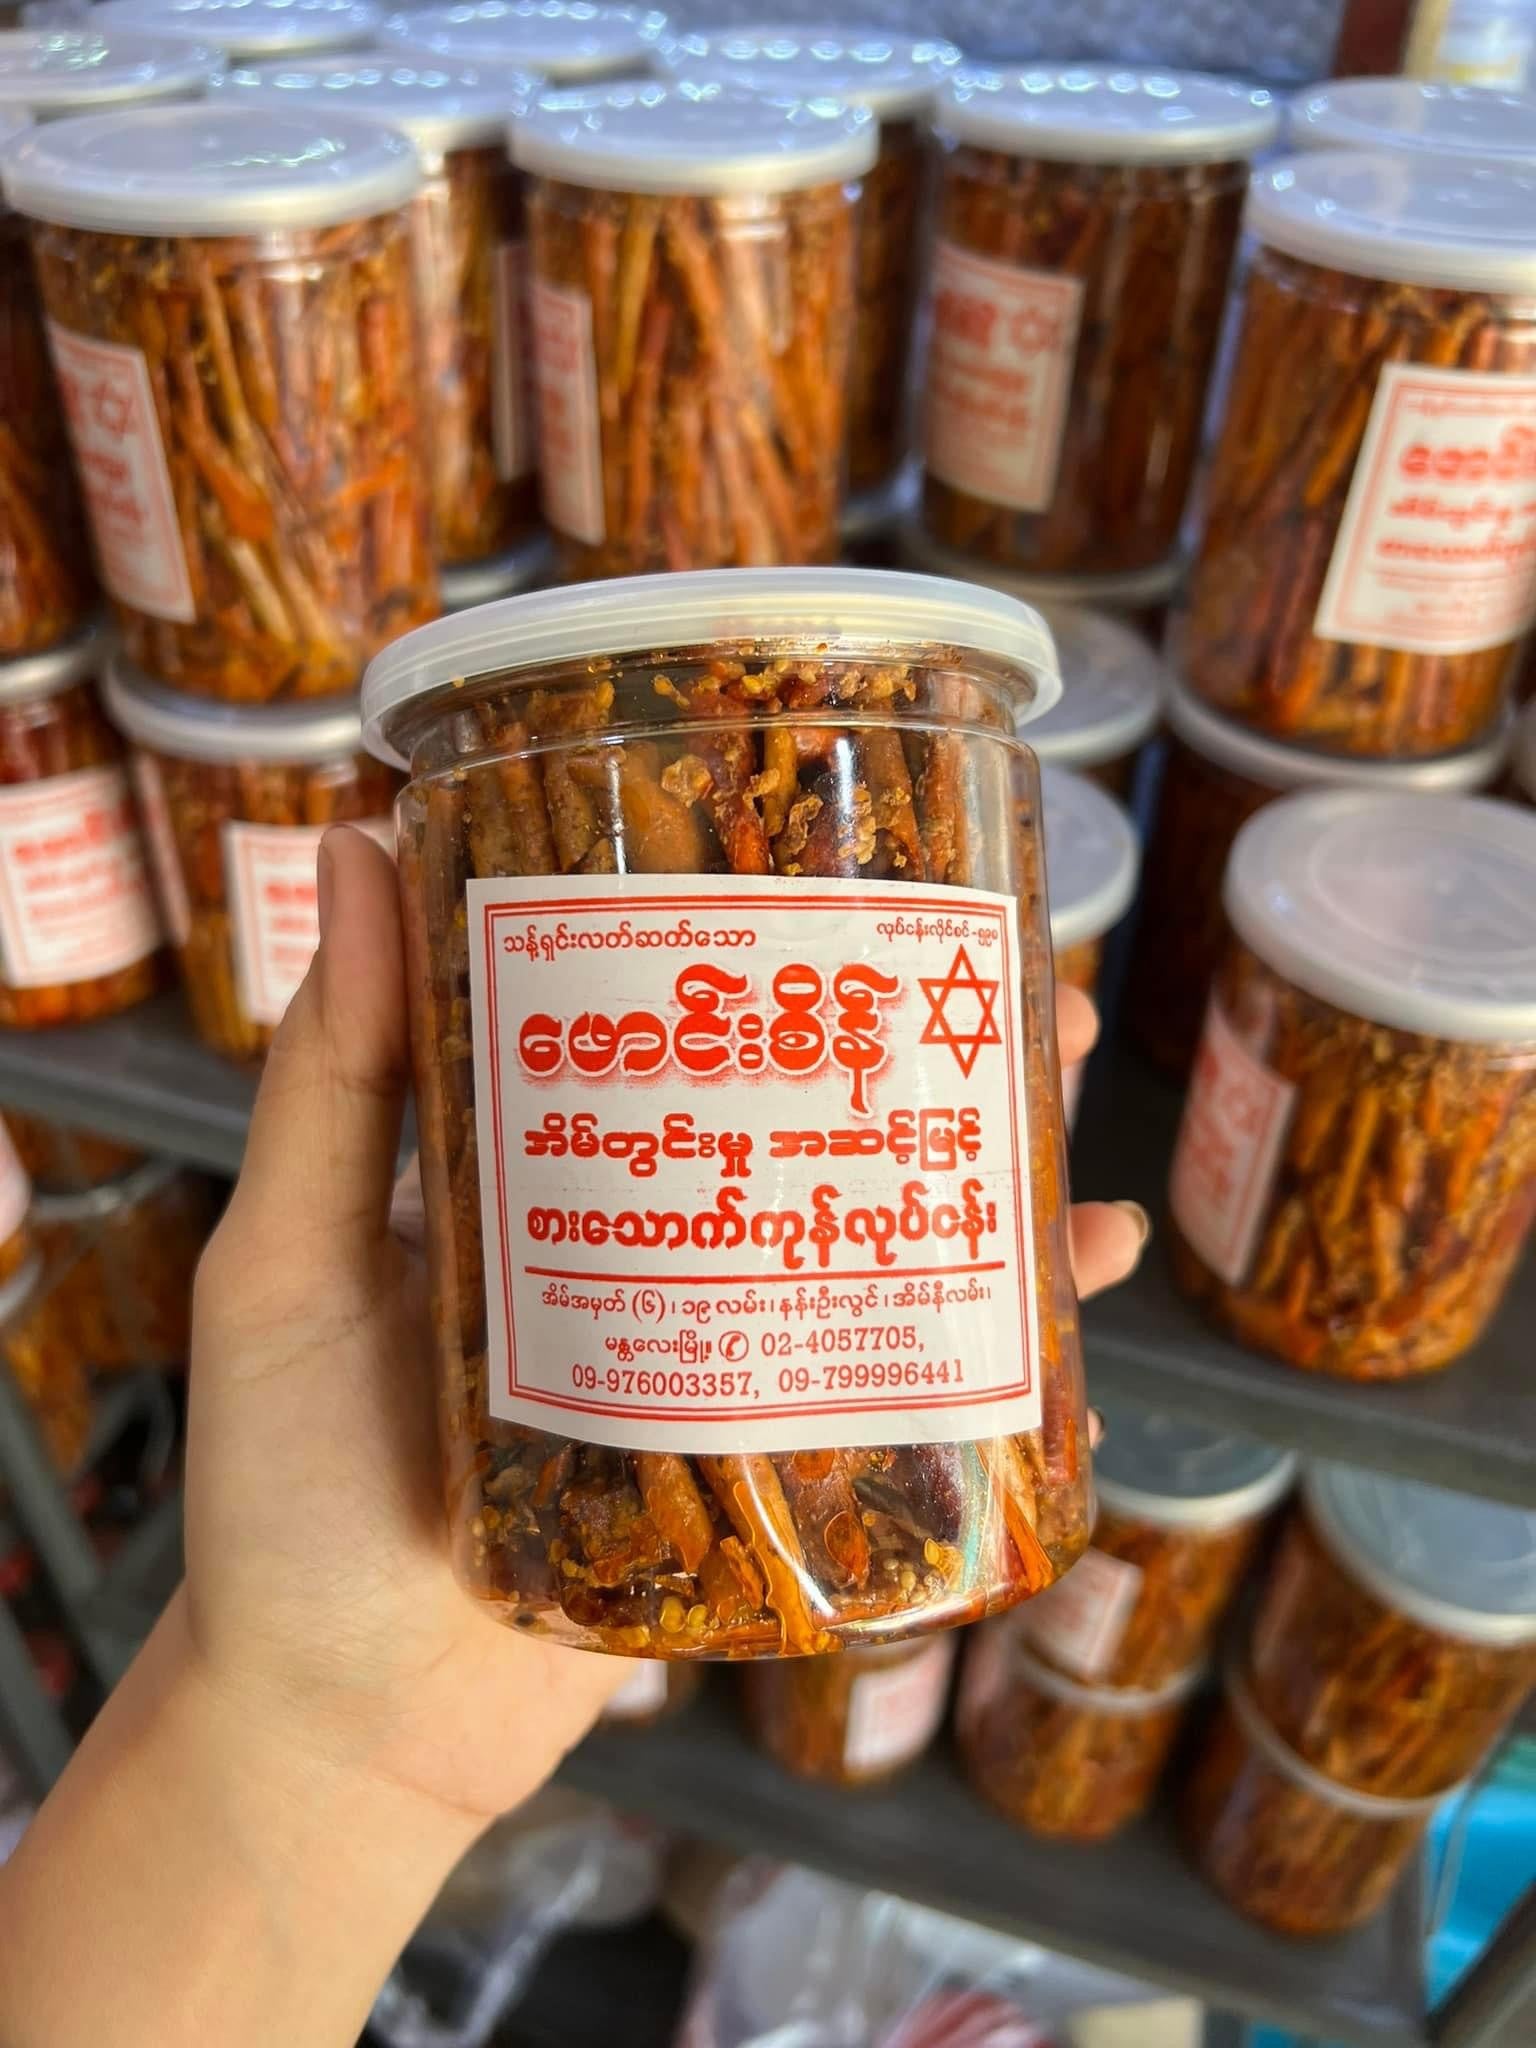 သန့်ရှင်းလတ်ဆတ်သော
လုပ်ငန်းလိုင်စင်-၅၉၈
ဖောင်းစိန်
အိမ်တွင်းမှု အဆင့်မြင့်
စားသောက်ကုန်လုပ်ငန်း
အိမ်အမှတ် (၆)၊ ၁၉ လမ်း၊ နန်းဦးလွင်၊ အိမ်နီလမ်း၊
မန္တလေးမြို့။ ✆ 02-4057705,
09-976003357, 09-799996441